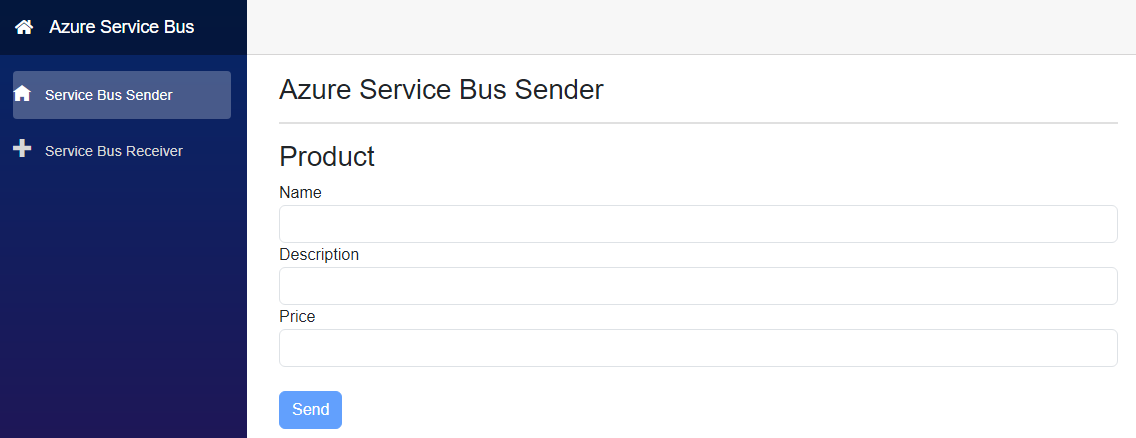 Azure Service Bus
Service Bus Sender
Service Bus Receiver
Azure Service Bus Sender
Product
Name
Description
Price
Send